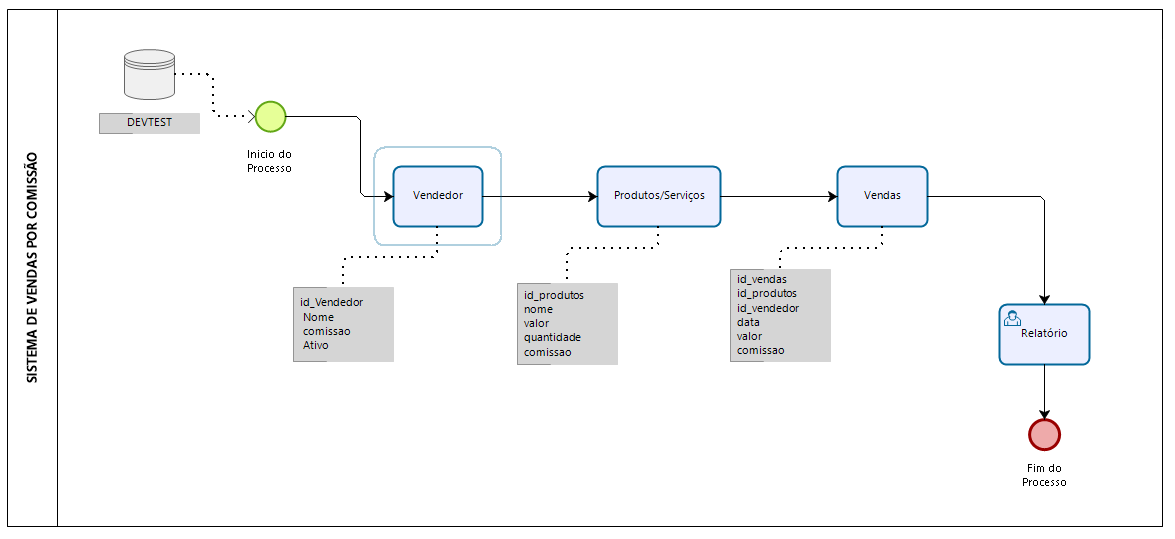 SISTEMA DE VENDAS POR COMISSÃO
DEVTEST
Inicio do
Processo
Vendedor
Produtos/Serviços
Vendas
id_Vendedor
Nome
comissao
Ativo
id_produtos
nome
valor
quantidade
comissao
id_vendas
id_produtos
id_vendedor
data
valor
comissao
Relatório
Fim do
Processo